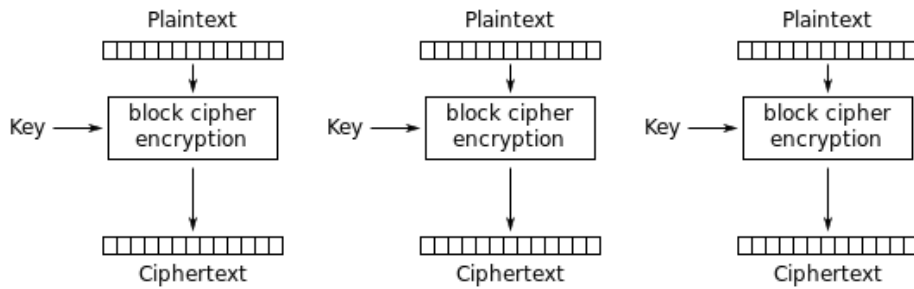 Plaintext
Plaintext
Plaintext
Key
block cipher
encryption
Key
block cipher
encryption
Key
block cipher
encryption
Ciphertext
Ciphertext
Ciphertext